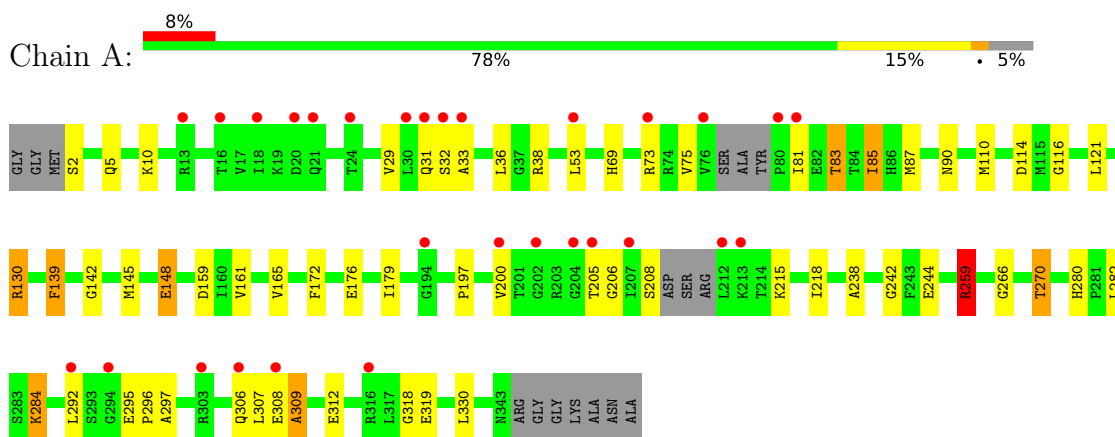 8%
Chain A:
78% 15% • 5%
GLY GLY MET S2 Q5 K10 R13 T16 V17 I18 K19 D20 Q21 T24 V29 L30 Q31 S32 A33 L36 G37 R38 L53 H69 R73 R74 V75 V76 SER ALA TYR P80 I81 E82 T83 T84 I85 H86 M87 N90 M110 D114 M115 G116 L121
R130 F139 G142 M145 E148 D159 I160 V161 V165 F172 E176 I179 G194 P197 V200 T201 G202 R203 G204 T205 G206 I207 S208 ASP SER ARG L212 K213 T214 K215 I218 A238 G242 F243 E244 R259 G266 T270 H280 P281 L282
S283 K284 L292 S293 G294 E295 P296 A297 R303 Q306 L307 E308 A309 E312 R316 L317 G318 E319 L330 N343 ARG GLY GLY LYS ALA ASN ALA